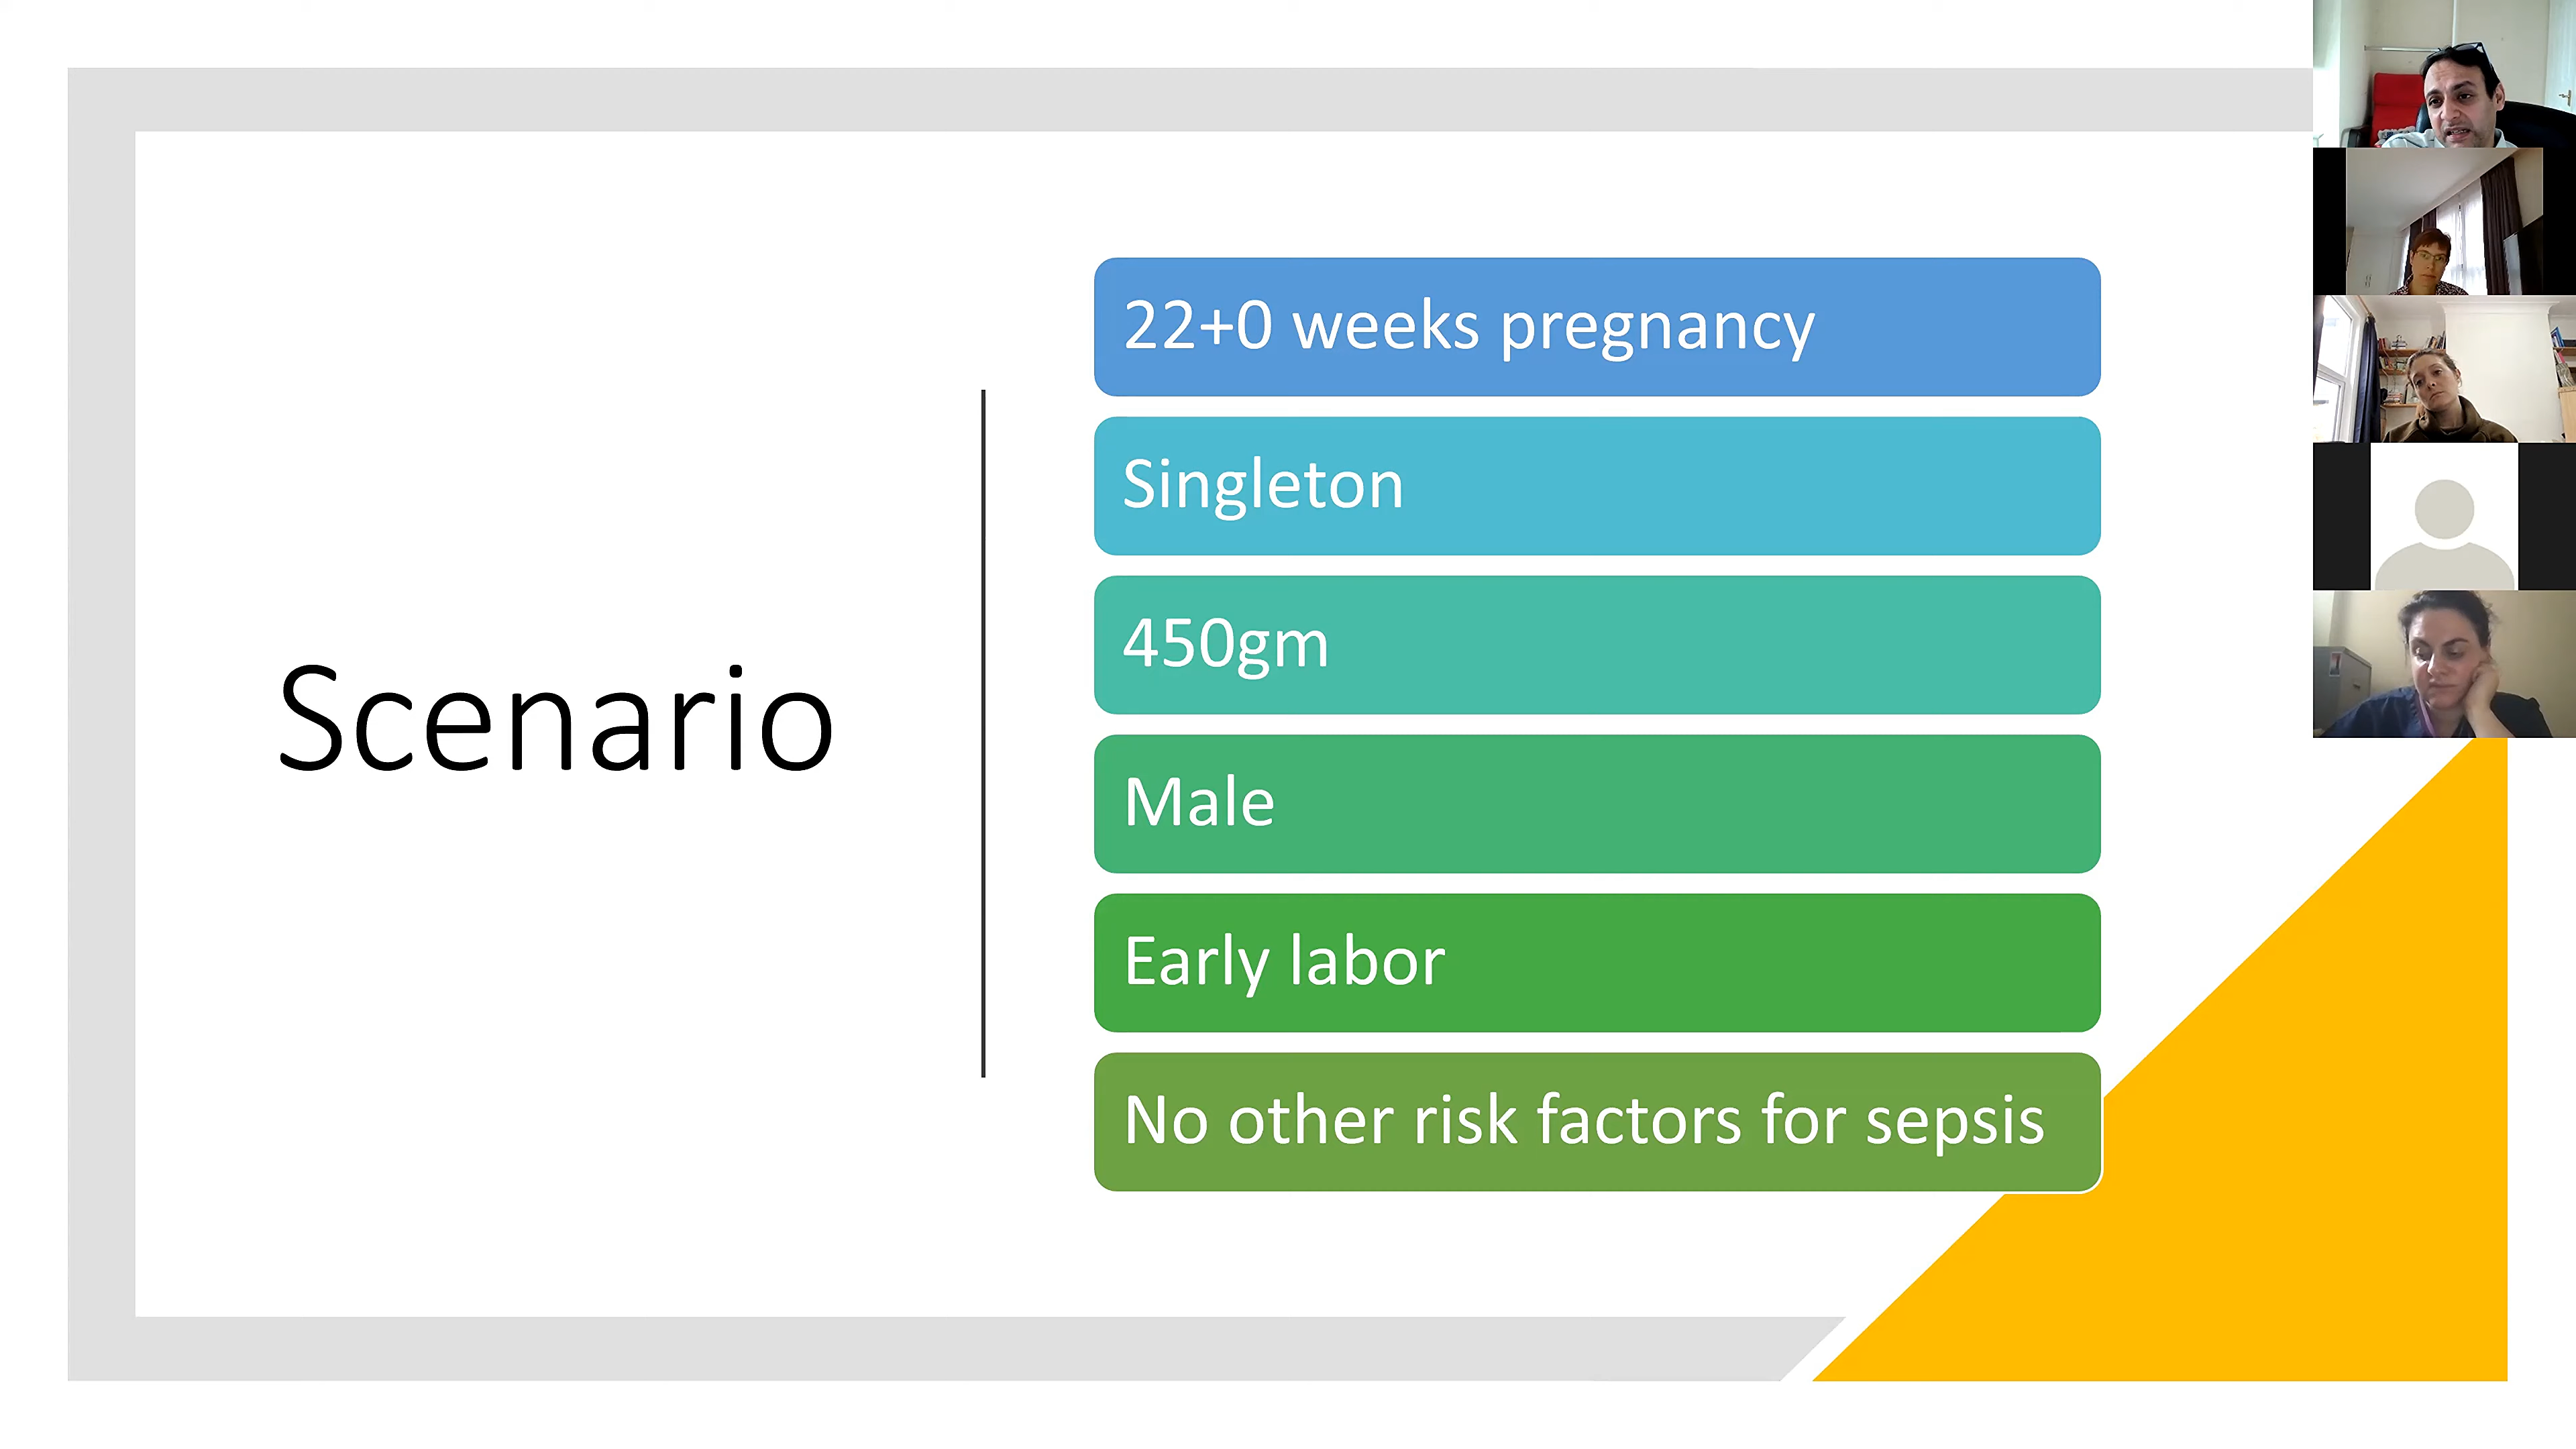 Scenario
22+0 weeks pregnancy
Singleton
450gm
Male
Early labor
No other risk factors for sepsis